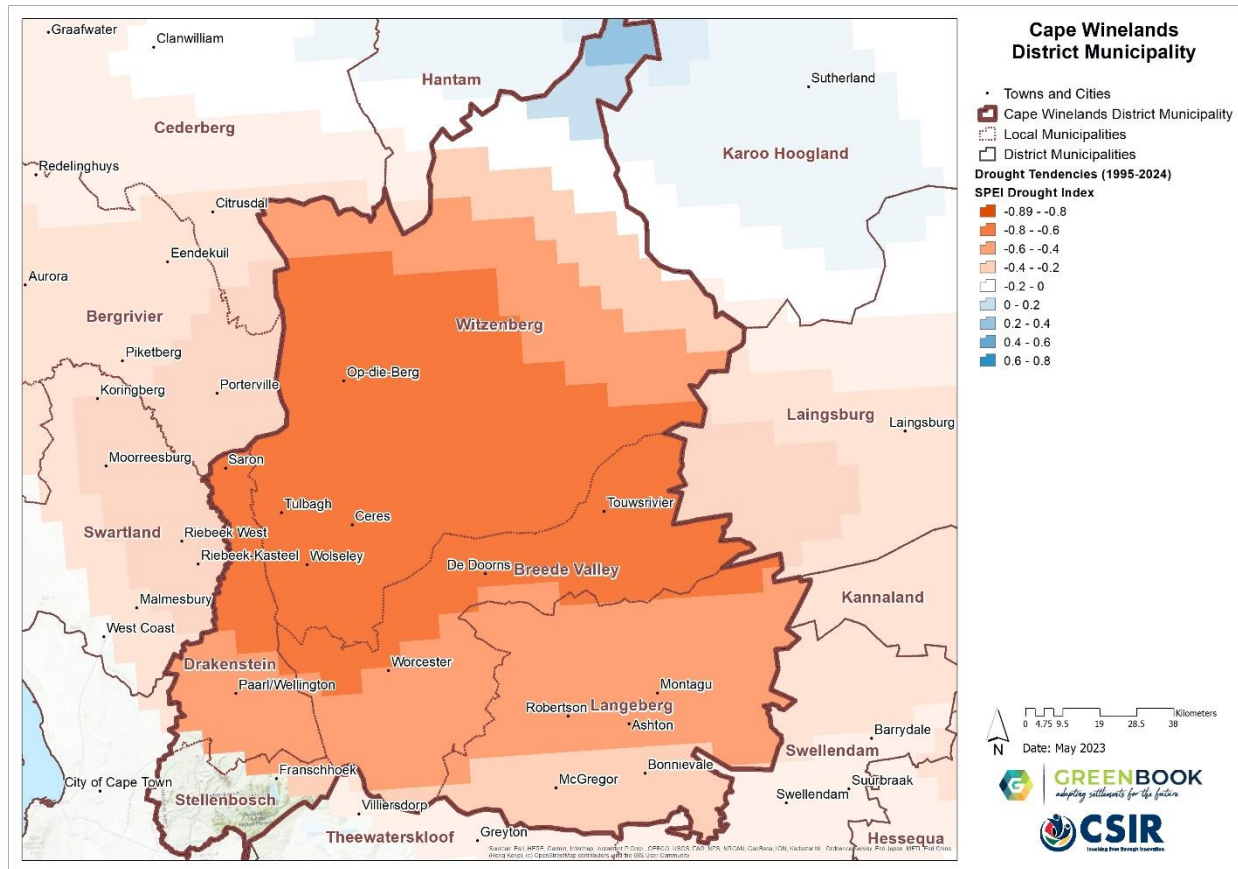 Graafwater
Clanwilliam
Hantam
Sutherland
Cederberg
Karoo Hoogland
Redelinghuys
Citrusdal
Eendekuil
Aurora
Bergrivier
Witzenberg
Piketberg
Op-die-Berg
Koringberg
Porterville
Laingsburg
Laingsburg
Moorreesburg
Saron
Tulbagh
Ceres
Touwsrivier
Swartland
Riebeek West
Riebeek-Kasteel
Wolseley
De Doorns
Breede Valley
Malmesbury
Kannaland
West Coast
Drakenstein
Worcester
Paarl/Wellington
Montagu
Robertson
Langeberg
Ashton
Barrydale
Swellendam
Bonnievale
McGregor
Franschhoek
City of Cape Town
Suurbraak
Stellenbosch
Swellendam
Villiersdorp
Theewaterskloof
Greyton
Hessequa
Cape Winelands
District Municipality
Towns and Cities
Cape Winelands District Municipality
Local Municipalities
District Municipalities
Drought Tendencies (1995-2024)
SPEI Drought Index
-0.89 - -0.8
-0.8 - -0.6
-0.6 - -0.4
-0.4 - -0.2
-0.2 - 0
0 - 0.2
0.2 - 0.4
0.4 - 0.6
0.6 - 0.8
Kilometers
0 4.75 9.5 19 28.5 38
N
Date: May 2023
GREENBOOK
adapting settlements for the future
CSIR
Touching lives through innovation